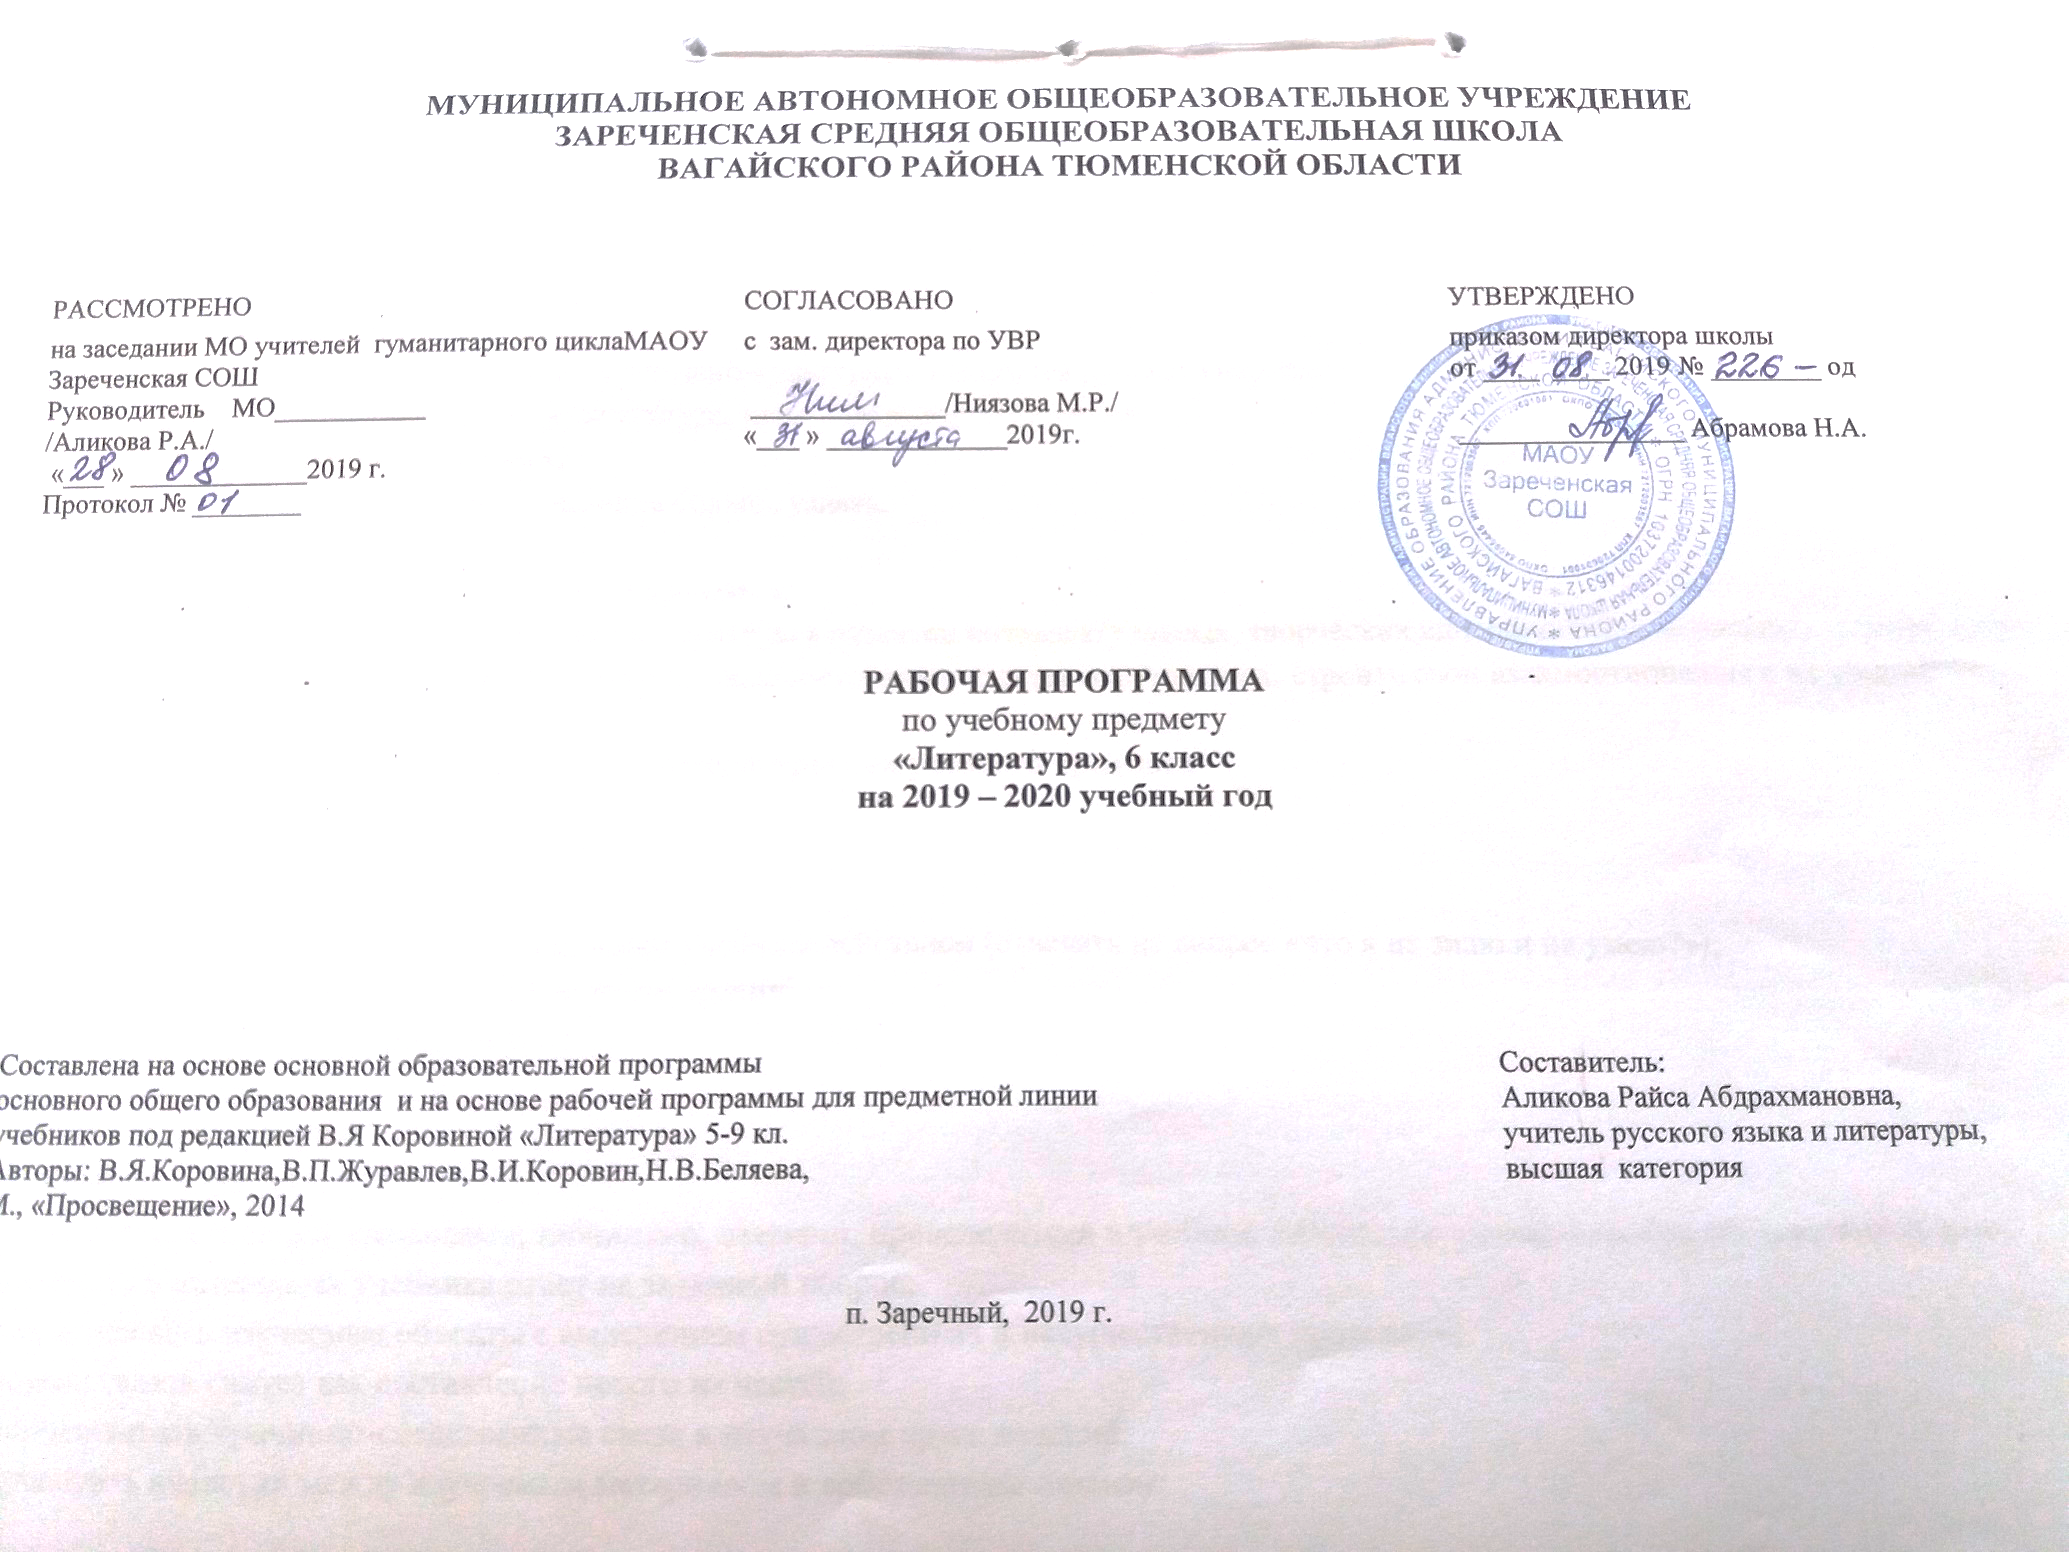 МУНИЦИПАЛЬНОЕ АВТОНОМНОЕ ОБЩЕОБРАЗОВАТЕЛЬНОЕ УЧРЕЖДЕНИЕ
ЗАРЕЧЕНСКАЯ СРЕДНЯЯ ОБЩЕОБРАЗОВАТЕЛЬНАЯ ШКОЛА
ВАГАЙСКОГО РАЙОНА ТЮМЕНСКОЙ ОБЛАСТИ
РАССМОТРЕНО
на заседании МО учителей гуманитарного циклаМАОУ
Зареченская СОШ
Руководитель МО___________
/Аликова Р.А./
«28» 08 2019 г.
Протокол № 01
СОГЛАСОВАНО
с зам. директора по УВР
/Ниязова М.Р./
«31» августа 2019г.
УТВЕРЖДЕНО
приказом директора школы
от 31. 08. 2019 № 226 – од
Абрамова Н.А.
МАОУ
Зареченская
СОШ
РАБОЧАЯ ПРОГРАММА
по учебному предмету
«Литература», 6 класс
на 2019 – 2020 учебный год
Составлена на основе основной образовательной программы
основного общего образования и на основе рабочей программы для предметной линии
учебников под редакцией В.Я Коровиной «Литература» 5-9 кл.
Авторы: В.Я.Коровина,В.П.Журавлев,В.И.Коровин,Н.В.Беляева,
М., «Просвещение», 2014
Составитель:
Аликова Райса Абдрахмановна,
учитель русского языка и литературы,
высшая категория
п. Заречный, 2019 г.